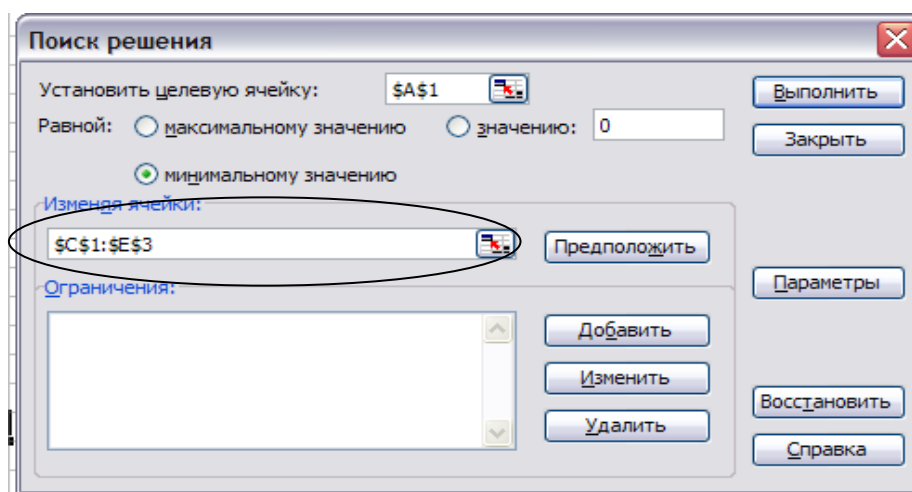 Поиск решения
Установить целевую ячейку: $A$1
Выполнить
Равной: максимальному значению значению: 0
Закрыть
минимальному значению
Изменяя ячейки:
$C$1:$E$3 Предположить
Ограничения:
Параметры
Добавить
Изменить
Восстановить
Удалить
Справка